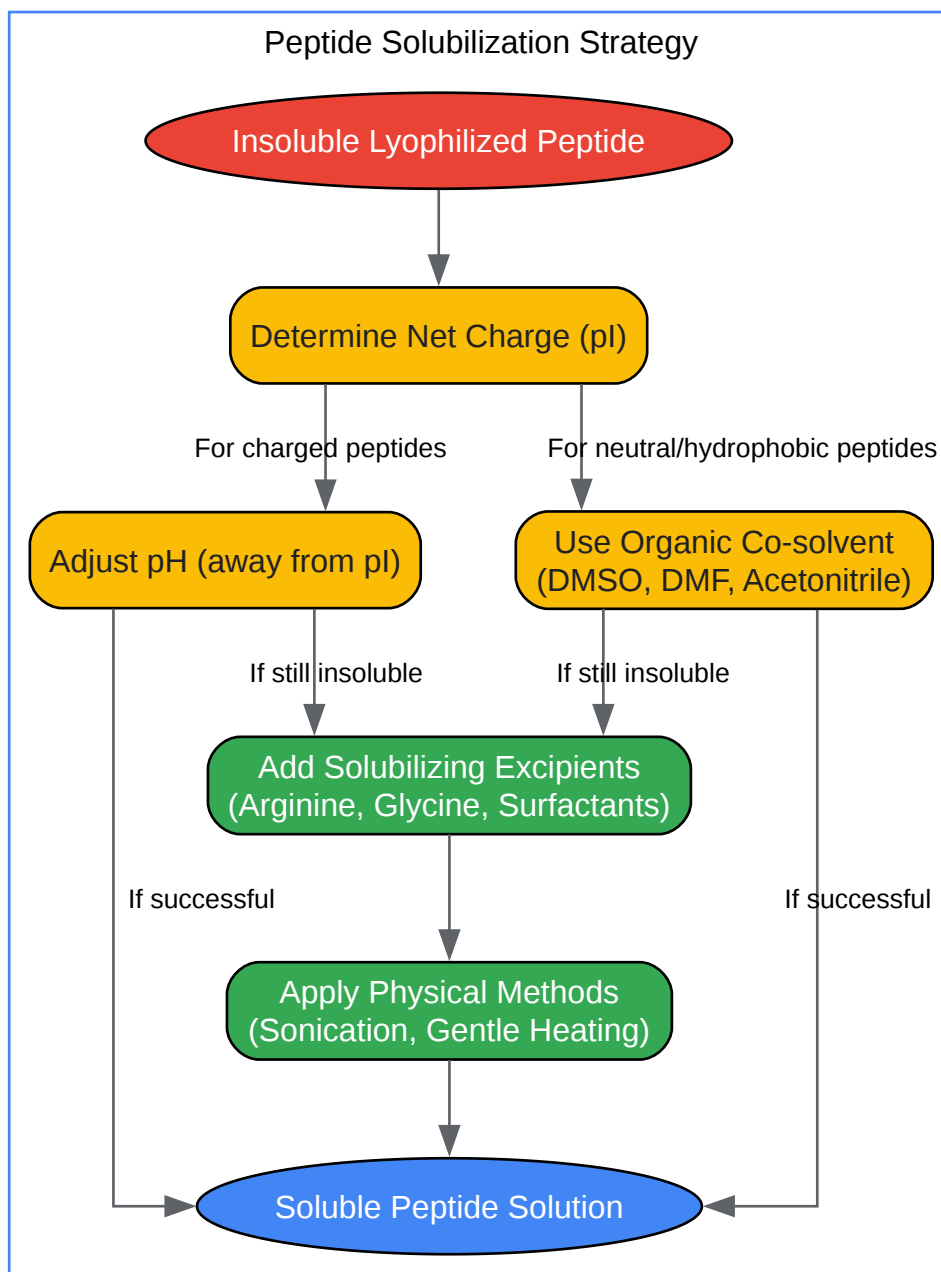 Peptide Solubilization Strategy
Insoluble Lyophilized Peptide
Determine Net Charge (pI)
For charged peptides
For neutral/hydrophobic peptides
Adjust pH (away from pI)
Use Organic Co-solvent
(DMSO, DMF, Acetonitrile)
If still insoluble
If still insoluble
Add Solubilizing Excipients
(Arginine, Glycine, Surfactants)
If successful
If successful
Apply Physical Methods
(Sonication, Gentle Heating)
Soluble Peptide Solution